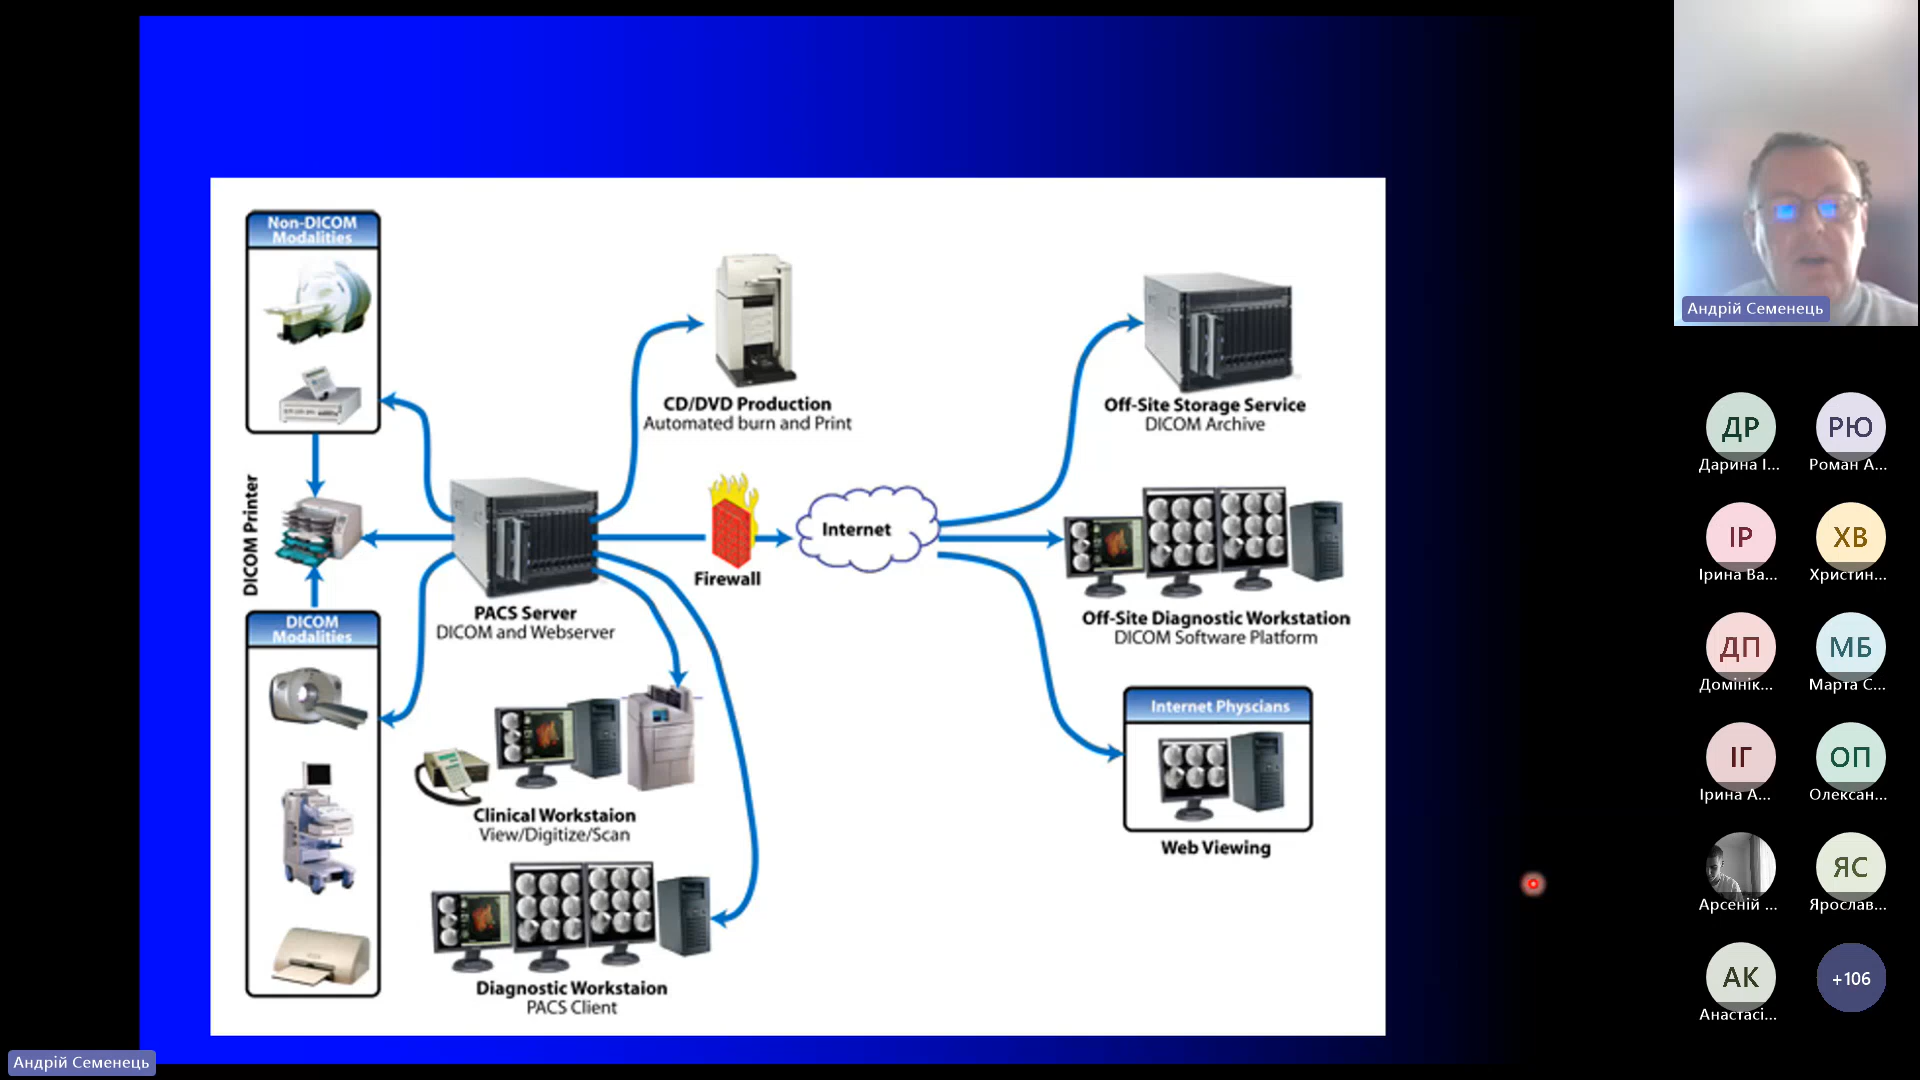 Non-DICOM
Modalities
DICOM Printer
DICOM
Modalities
PACS Server
DICOM and Webserver
CD/DVD Production
Automated burn and Print
Firewall
Internet
Clinical Workstaion
View/Digitize/Scan
Diagnostic Workstaion
PACS Client
Off-Site Storage Service
DICOM Archive
Off-Site Diagnostic Workstation
DICOM Software Platform
Internet Physcians
Web Viewing
Андрій Семенець
ДР
Дарина І...
РЮ
Роман А...
ІР
Ірина Ва...
ХВ
Христин...
ДП
Домінік...
МБ
Марта С...
ІГ
Ірина А...
ОП
Олексан...
Арсеній ...
ЯС
Ярослав...
АК
Анастасі...
+106
Андрій Семенець